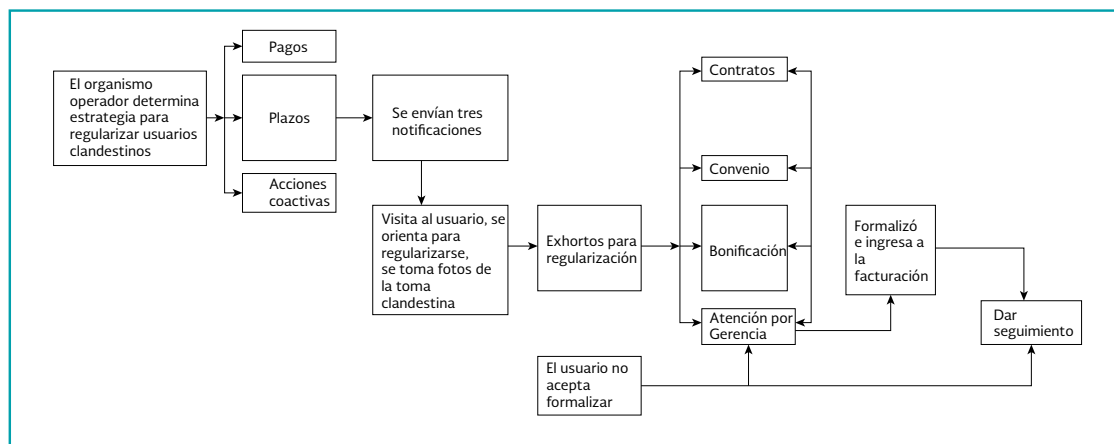 Pagos
El organismo
operador determina
estrategia para
regularizar usuarios
clandestinos
Plazos
Acciones
coactivas
Se envían tres
notificaciones
Visita al usuario, se
orienta para
regularizarse,
se toma fotos de
la toma
clandestina
Exhortos para
regularización
Contratos
Convenio
Bonificación
Atención por
Gerencia
El usuario no
acepta
formalizar
Formalizó
e ingresa a
la
facturación
Dar
seguimiento